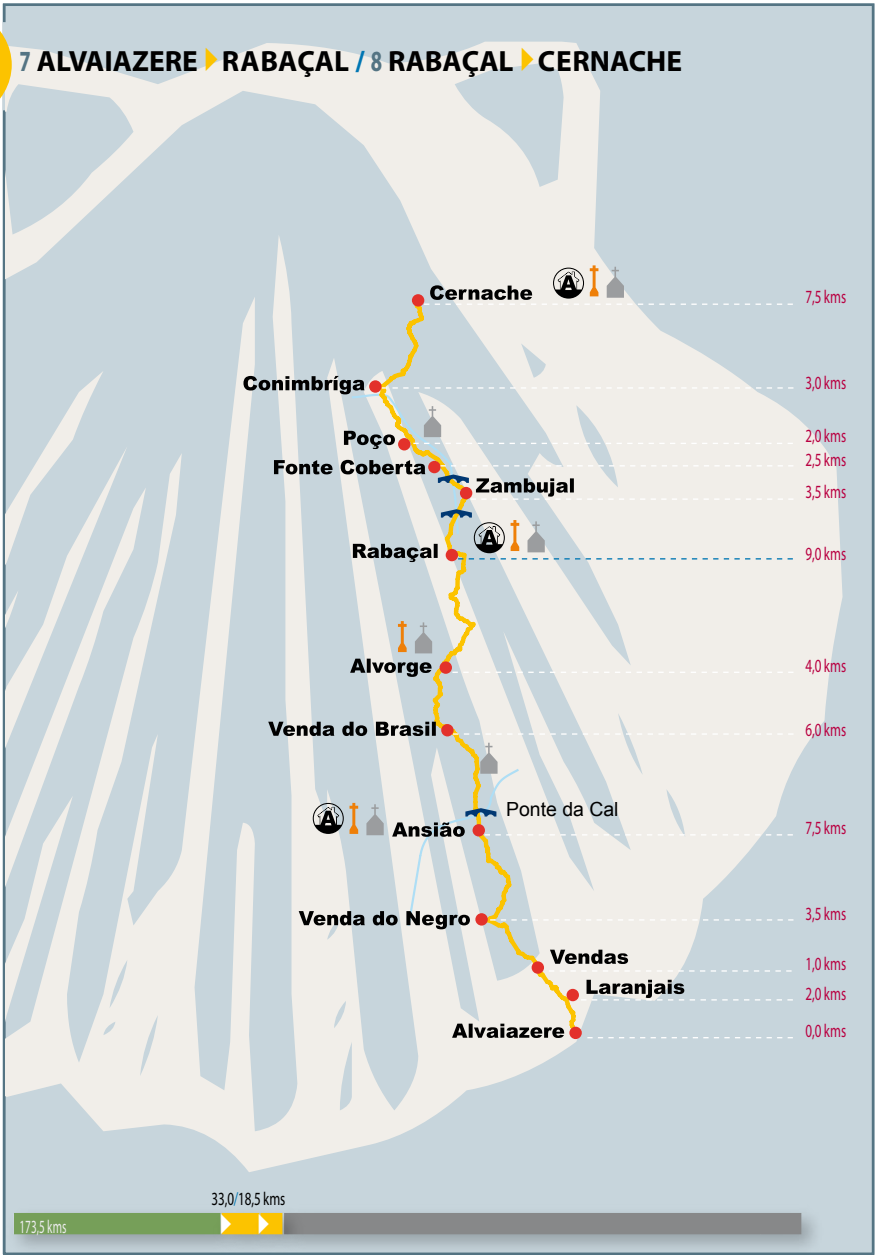 7 ALVAIAZERE RABAÇAL / 8 RABAÇAL CERNACHE
Cernache A
7,5 kms
Conimbríga
3,0 kms
Poço
2,0 kms
Fonte Coberta
2,5 kms
Zambujal
3,5 kms
A
Rabaçal
9,0 kms
Alvorge
4,0 kms
Venda do Brasil
6,0 kms
Ponte da Cal
A
Ansião
7,5 kms
Venda do Negro
3,5 kms
Vendas
1,0 kms
Laranjais
2,0 kms
Alvaiazere
0,0 kms
33,0/18,5 kms
173,5 kms